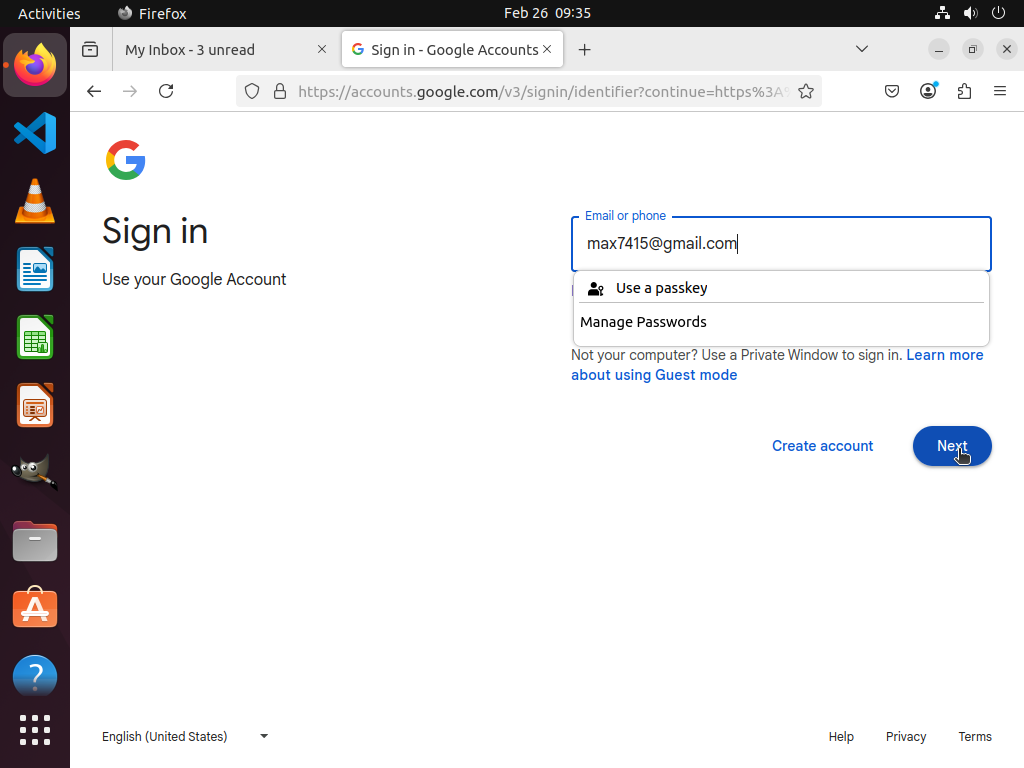 Activities
Firefox
Feb 26 09:35
My Inbox - 3 unread
Sign in - Google Accounts
https://accounts.google.com/v3/signin/identifier?continue=https%3A%
Sign in
Use your Google Account
Email or phone
max7415@gmail.com
Use a passkey
Manage Passwords
Not your computer? Use a Private Window to sign in. Learn more
about using Guest mode
Create account
Next
English (United States)
Help
Privacy
Terms